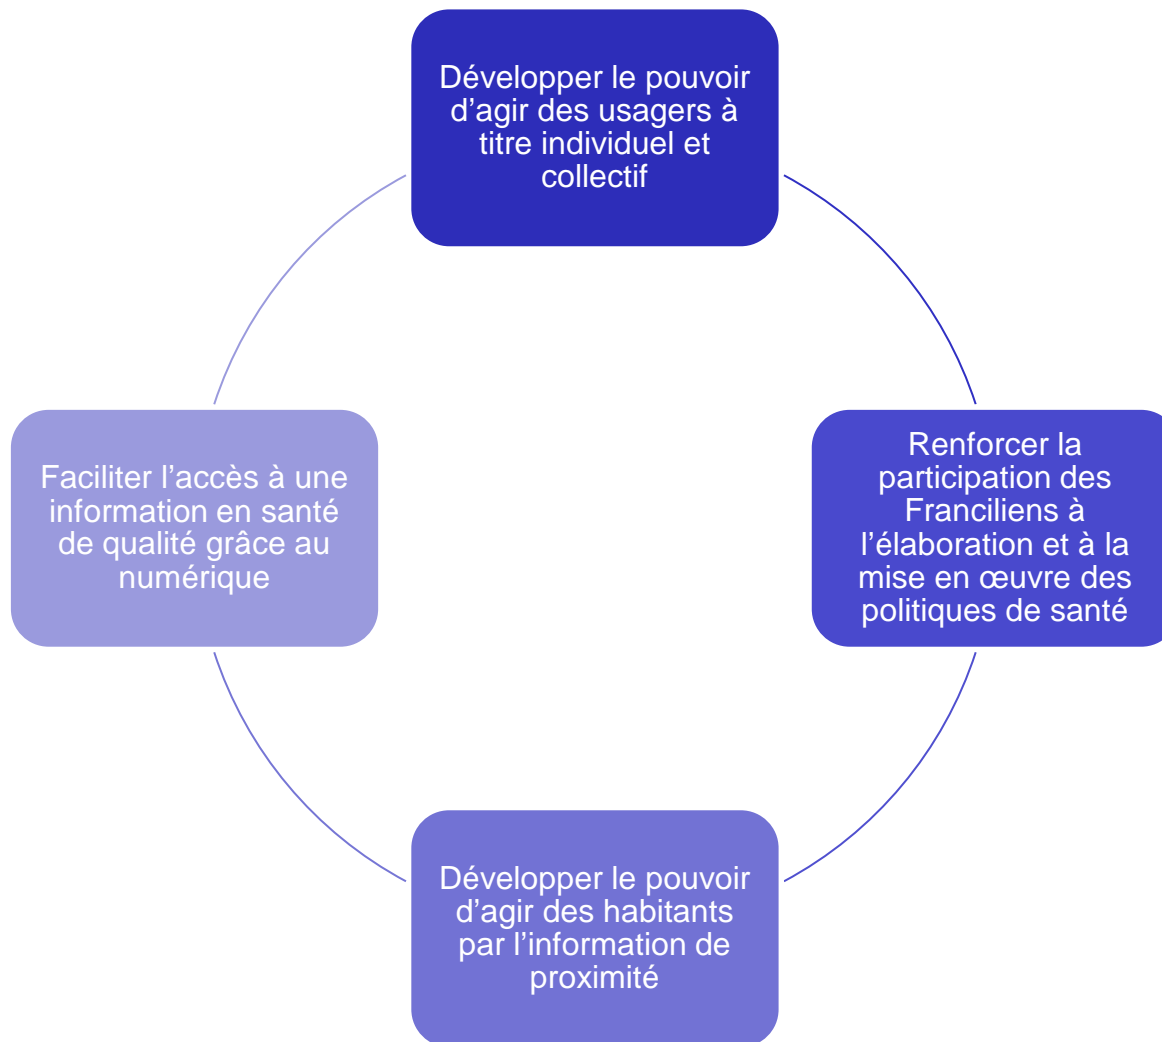 Développer le pouvoir
d’agir des usagers à
titre individuel et
collectif
Renforcer la
participation des
Franciliens à
l’élaboration et à la
mise en œuvre des
politiques de santé
Développer le pouvoir
d’agir des habitants
par l’information de
proximité
Faciliter l’accès à une
information en santé
de qualité grâce au
numérique